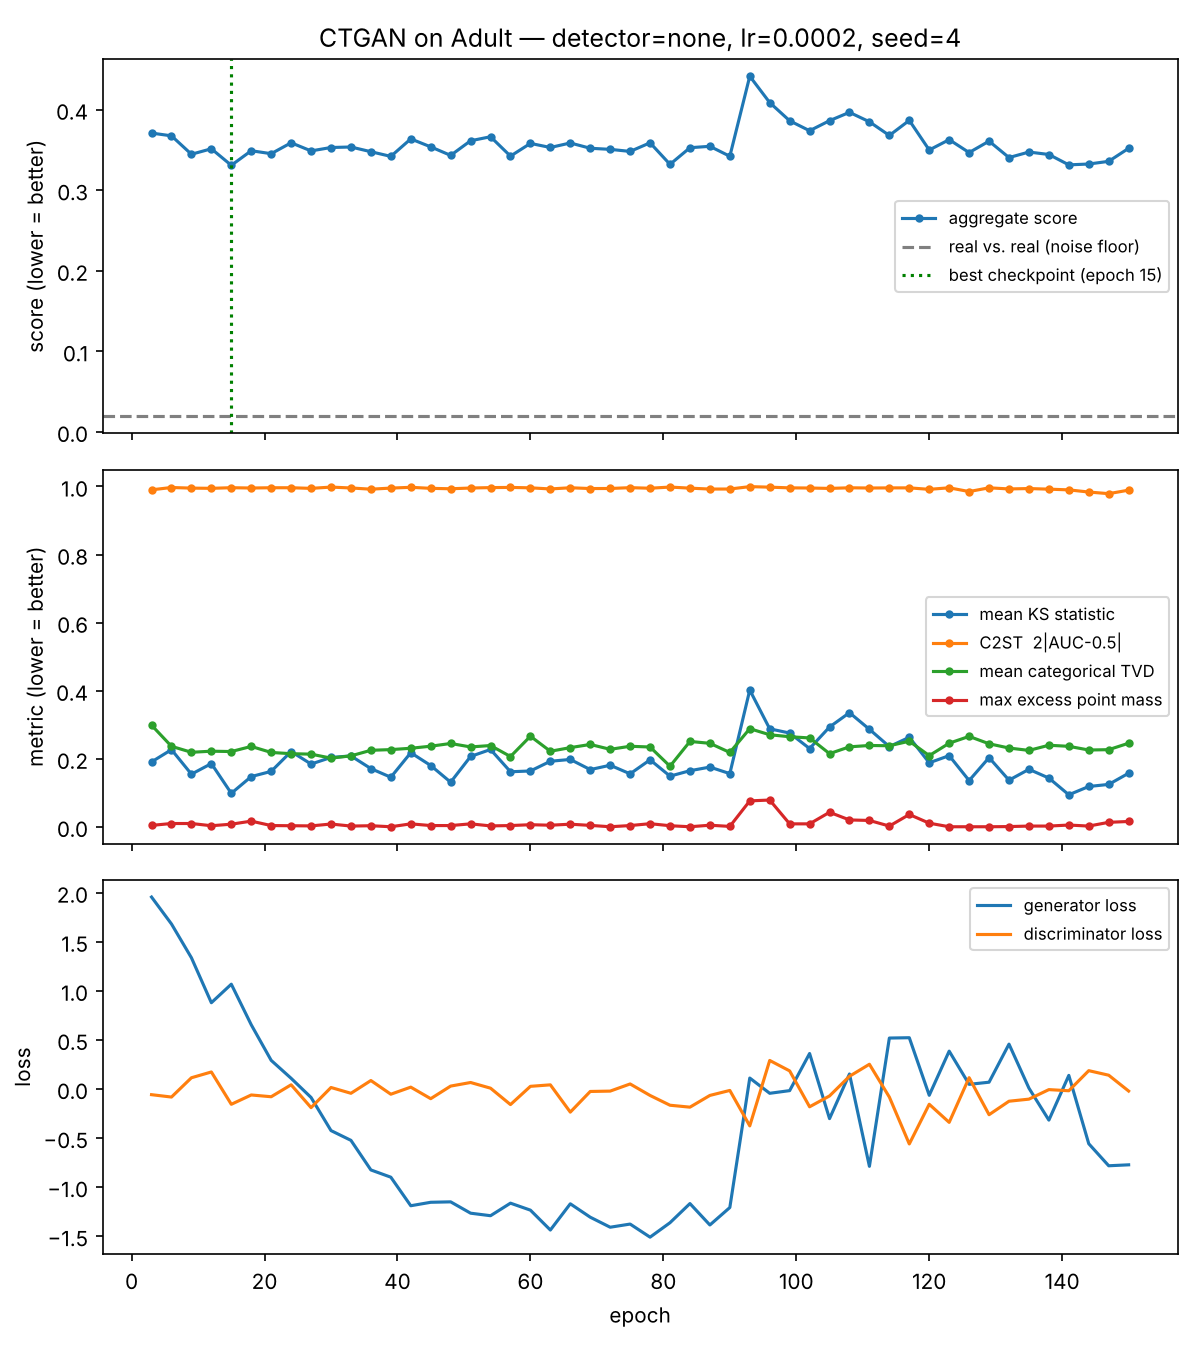 CTGAN on Adult — detector=none, lr=0.0002, seed=4
score (lower = better)
0.4
0.3
0.2
0.1
0.0
aggregate score
real vs. real (noise floor)
best checkpoint (epoch 15)
metric (lower = better)
1.0
0.8
0.6
0.4
0.2
0.0
mean KS statistic
C2ST 2|AUC-0.5|
mean categorical TVD
max excess point mass
loss
2.0
1.5
1.0
0.5
0.0
−0.5
−1.0
−1.5
generator loss
discriminator loss
0 20 40 60 80 100 120 140
epoch